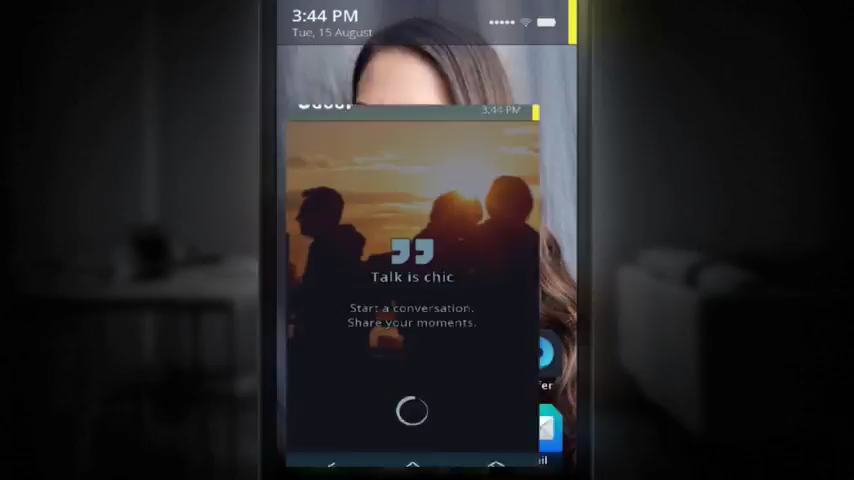 3:44 PM
Tue, 15 August
3:44 PM
Talk is chic
Start a conversation.
Share your moments.